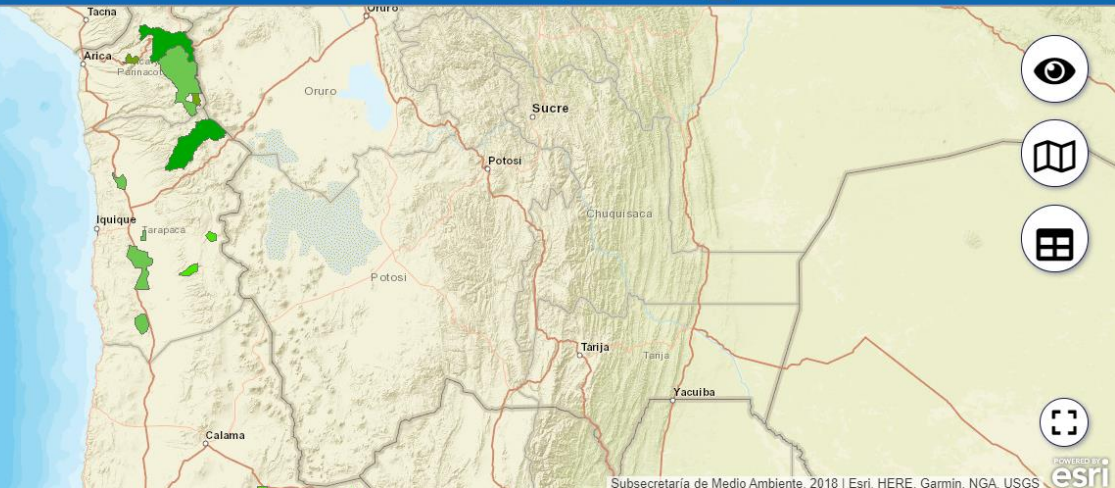 Tacna
Oruro
Arica
Parinacot
Oruro
Sucre
Potosi
Chuquisaca
Iquique
Tarapaca
Potosi
Tarija
Tarija
Yacuiba
Calama
POWERED BY
esri
Subsecretaría de Medio Ambiente, 2018 | Esri, HERE, Garmin, NGA, USGS